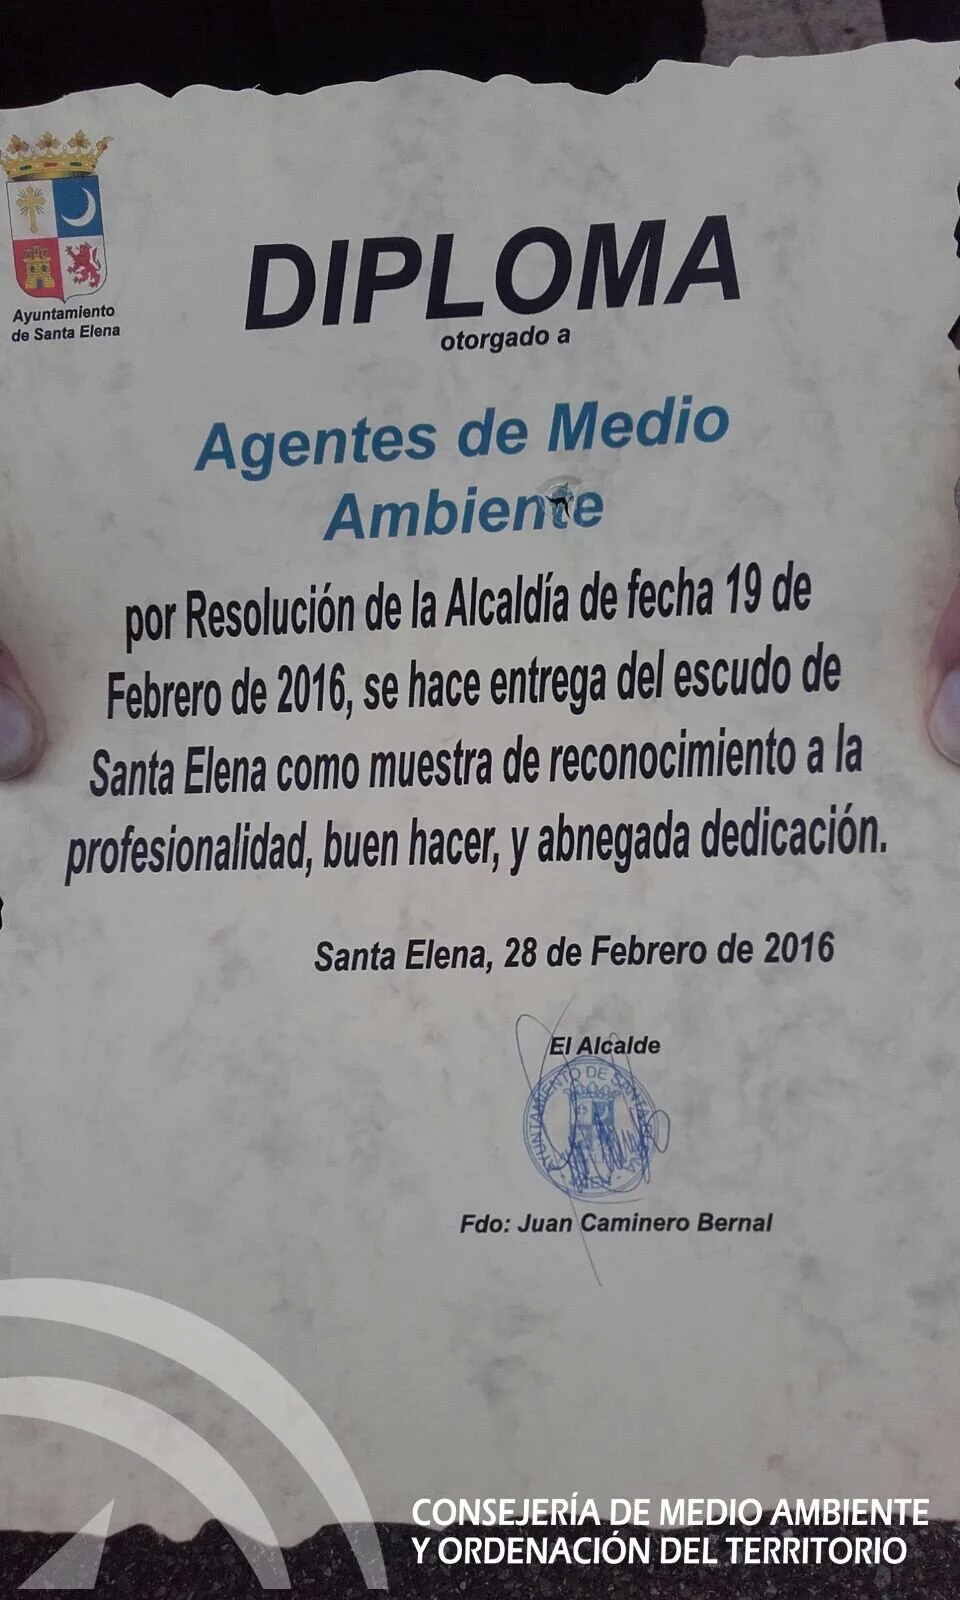 Ayuntamiento
de Santa Elena
DIPLOMA
otorgado a
Agentes de Medio
Ambiente
por Resolución de la Alcaldía de fecha 19 de
Febrero de 2016, se hace entrega del escudo de
Santa Elena como muestra de reconocimiento a la
profesionalidad, buen hacer, y abnegada dedicación.
Santa Elena, 28 de Febrero de 2016
El Alcalde
AYUNTAMIENTO DE SANTA
Fdo: Juan Caminero Bernal
CONSEJERÍA DE MEDIO AMBIENTE
Y ORDENACIÓN DEL TERRITORIO